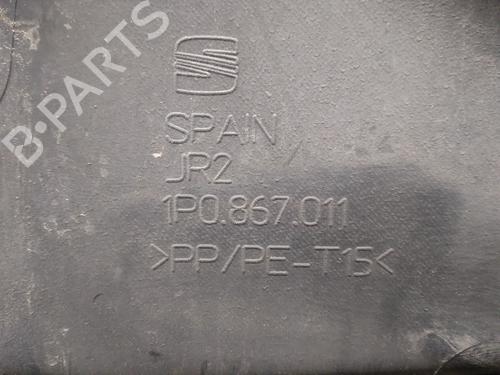 B-PARTS
SPAIN
JR2
1P0.867.011
>PP/PE-T15<